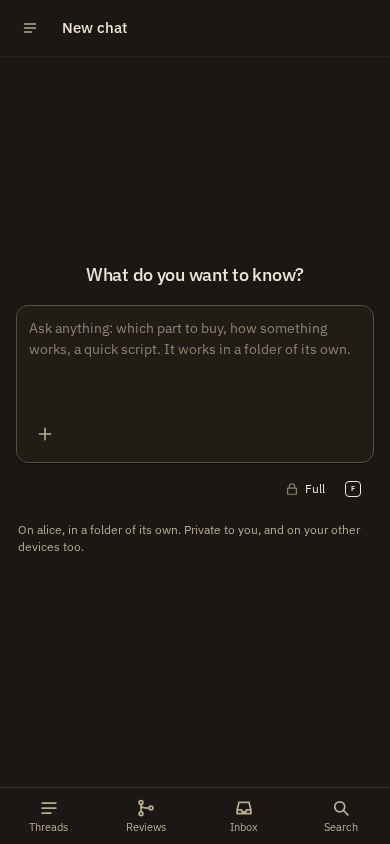 New chat
What do you want to know?
Ask anything: which part to buy, how something
works, a quick script. It works in a folder of its own.
Full
F
On alice, in a folder of its own. Private to you, and on your other
devices too.
Threads
Reviews
Inbox
Search